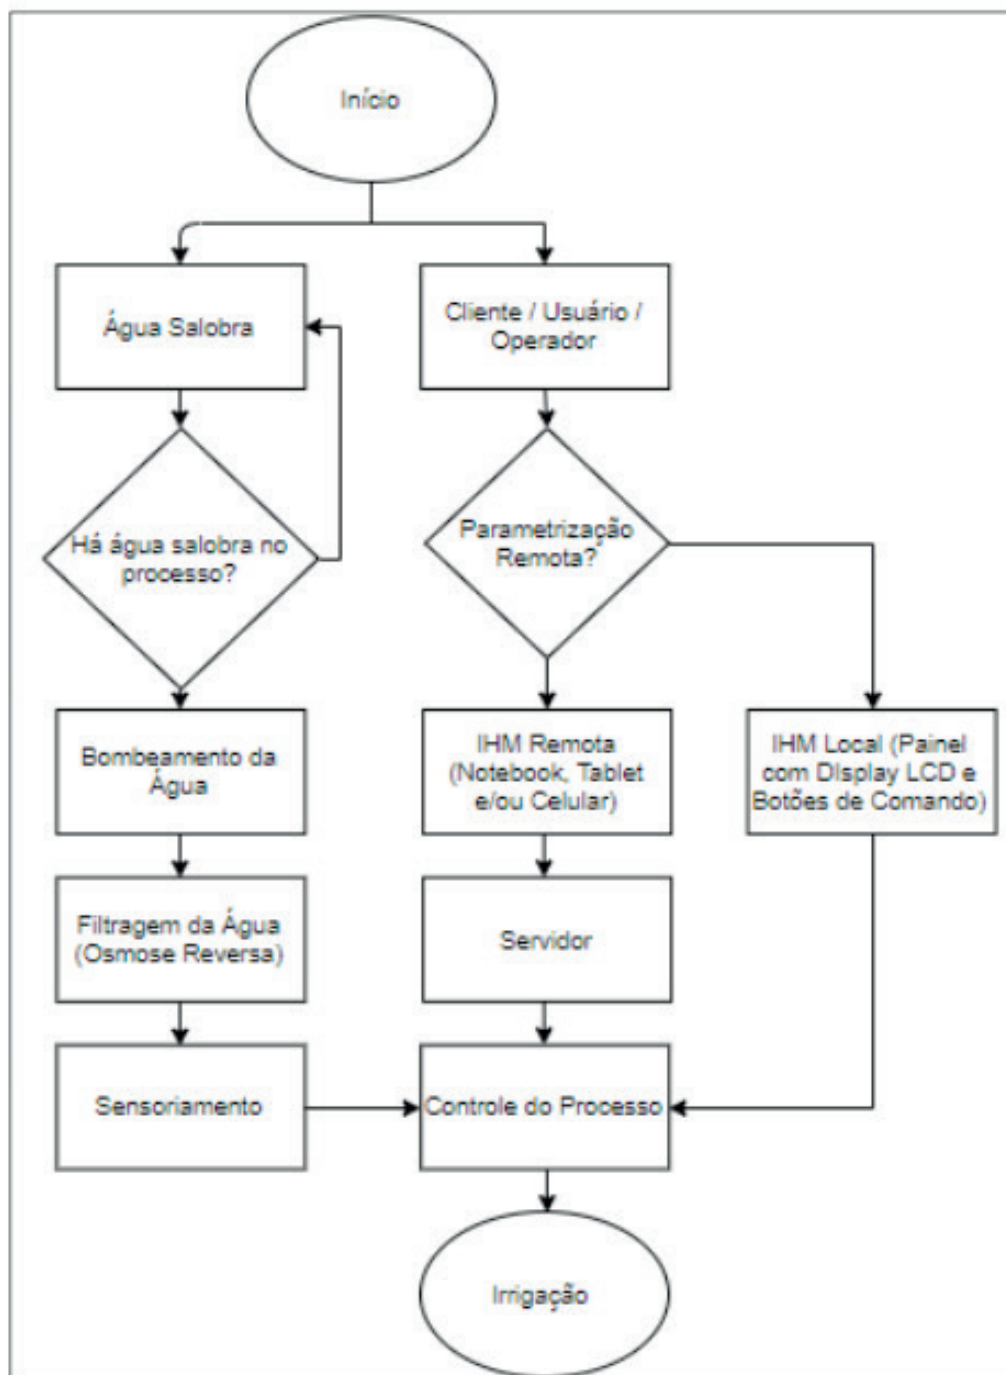 Início
Água Salobra
Cliente / Usuário /
Operador
Há água salobra no
processo?
Parametrização
Remota?
Bombeamento da
Água
IHM Remota
(Notebook, Tablet
e/ou Celular)
IHM Local (Painel
com DIsplay LCD e
Botões de Comando)
Filtragem da Água
(Osmose Reversa)
Servidor
Sensoriamento
Controle do Processo
Irrigação